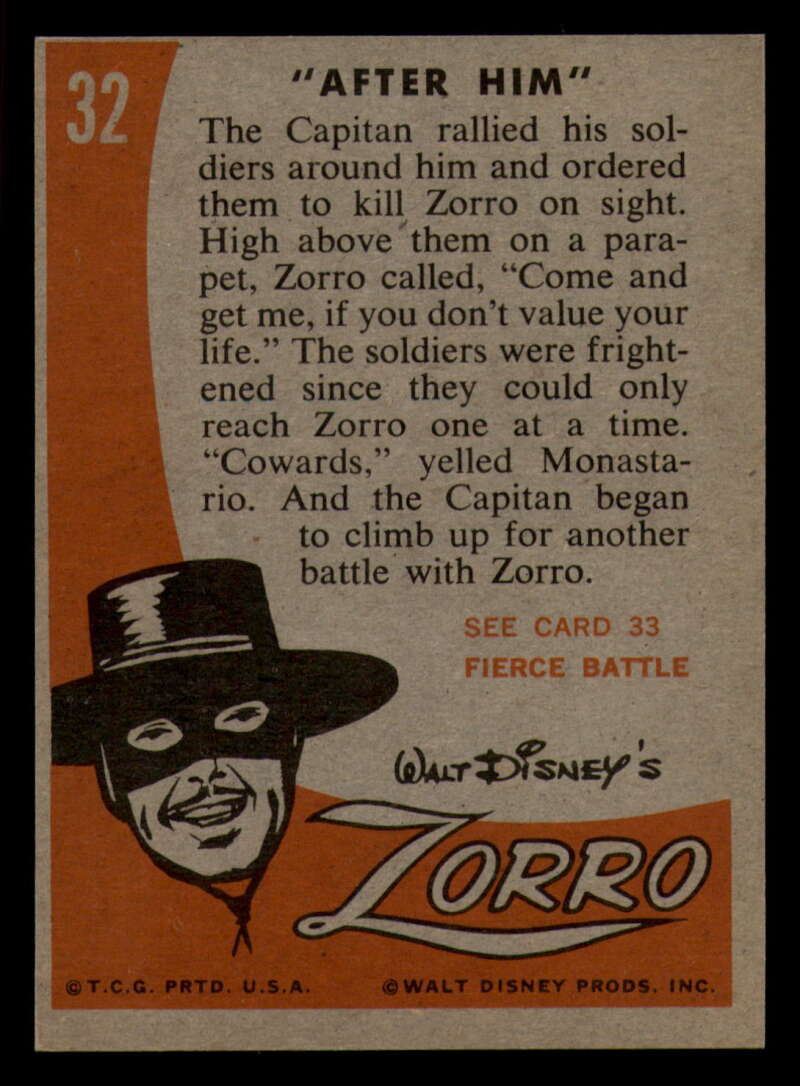 32
"AFTER HIM"
The Capitan rallied his sol-
diers around him and ordered
them to kill Zorro on sight.
High above them on a para-
pet, Zorro called, “Come and
get me, if you don’t value your
life.” The soldiers were fright-
ened since they could only
reach Zorro one at a time.
“Cowards,” yelled Monasta-
rio. And the Capitan began
to climb up for another
battle with Zorro.
SEE CARD 33
FIERCE BATTLE
WALT DISNEY'S
ZORRO
©T.C.G. PRTD. U.S.A.
©WALT DISNEY PRODS. INC.